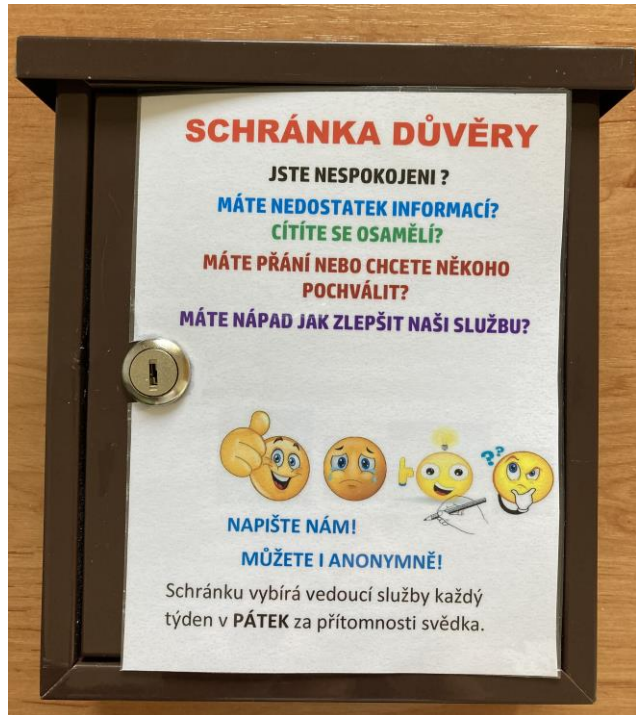 SCHRÁNKA DŮVĚRY
JSTE NESPOKOJENI ?
MÁTE NEDOSTATEK INFORMACÍ?
CÍTÍTE SE OSAMĚLÍ?
MÁTE PŘÁNÍ NEBO CHCETE NĚKOHO
POCHVÁLIT?
MÁTE NÁPAD JAK ZLEPŠIT NAŠI SLUŽBU?
??
NAPIŠTE NÁM!
MŮŽETE I ANONYMNĚ!
Schránku vybírá vedoucí služby každý
týden v PÁTEK za přítomnosti svědka.